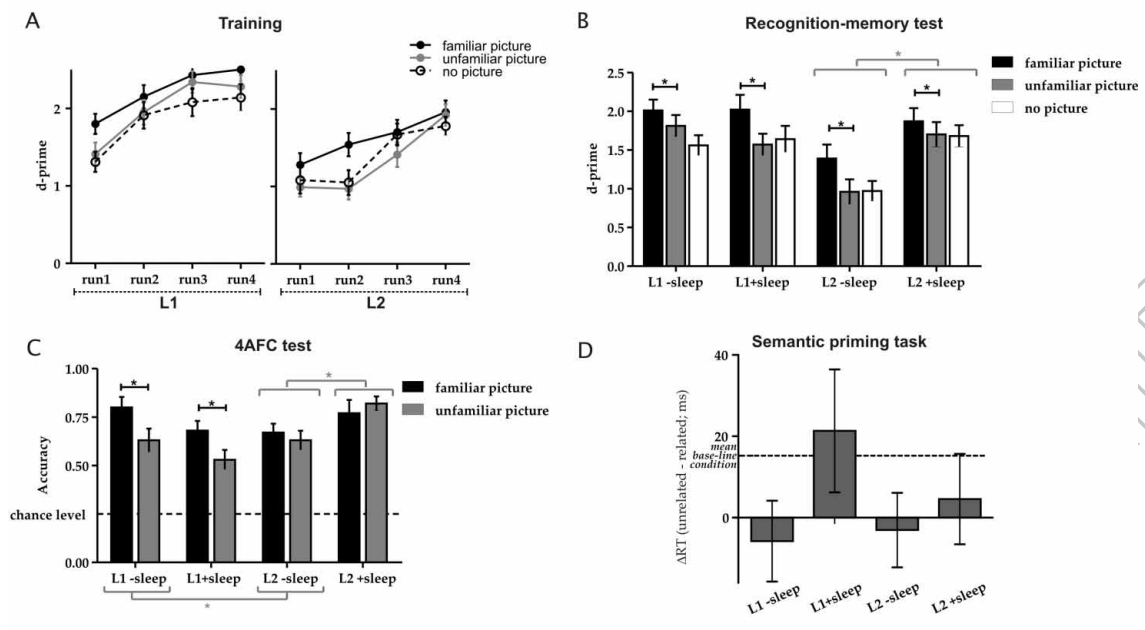 A
Training
familiar picture
unfamiliar picture
no picture
d-prime
2
1
0
2
1
run1 run2 run3 run4 run1 run2 run3 run4
L1 L2
B
Recognition-memory test
*
familiar picture
unfamiliar picture
no picture
* * * *
d-prime
2.5
2.0
1.5
1.0
0.5
0.0
L1 -sleep L1+sleep L2 -sleep L2 +sleep
C
4AFC test
* * *
familiar picture
unfamiliar picture
Accuracy
1.00
0.75
0.50
chance level
0.00
L1 -sleep L1+sleep L2 -sleep L2 +sleep
*
D
Semantic priming task
ΔRT (unrelated - related; ms)
40
20
mean
base-line
condition
0
L1 -sleep L1+sleep L2 -sleep L2 +sleep